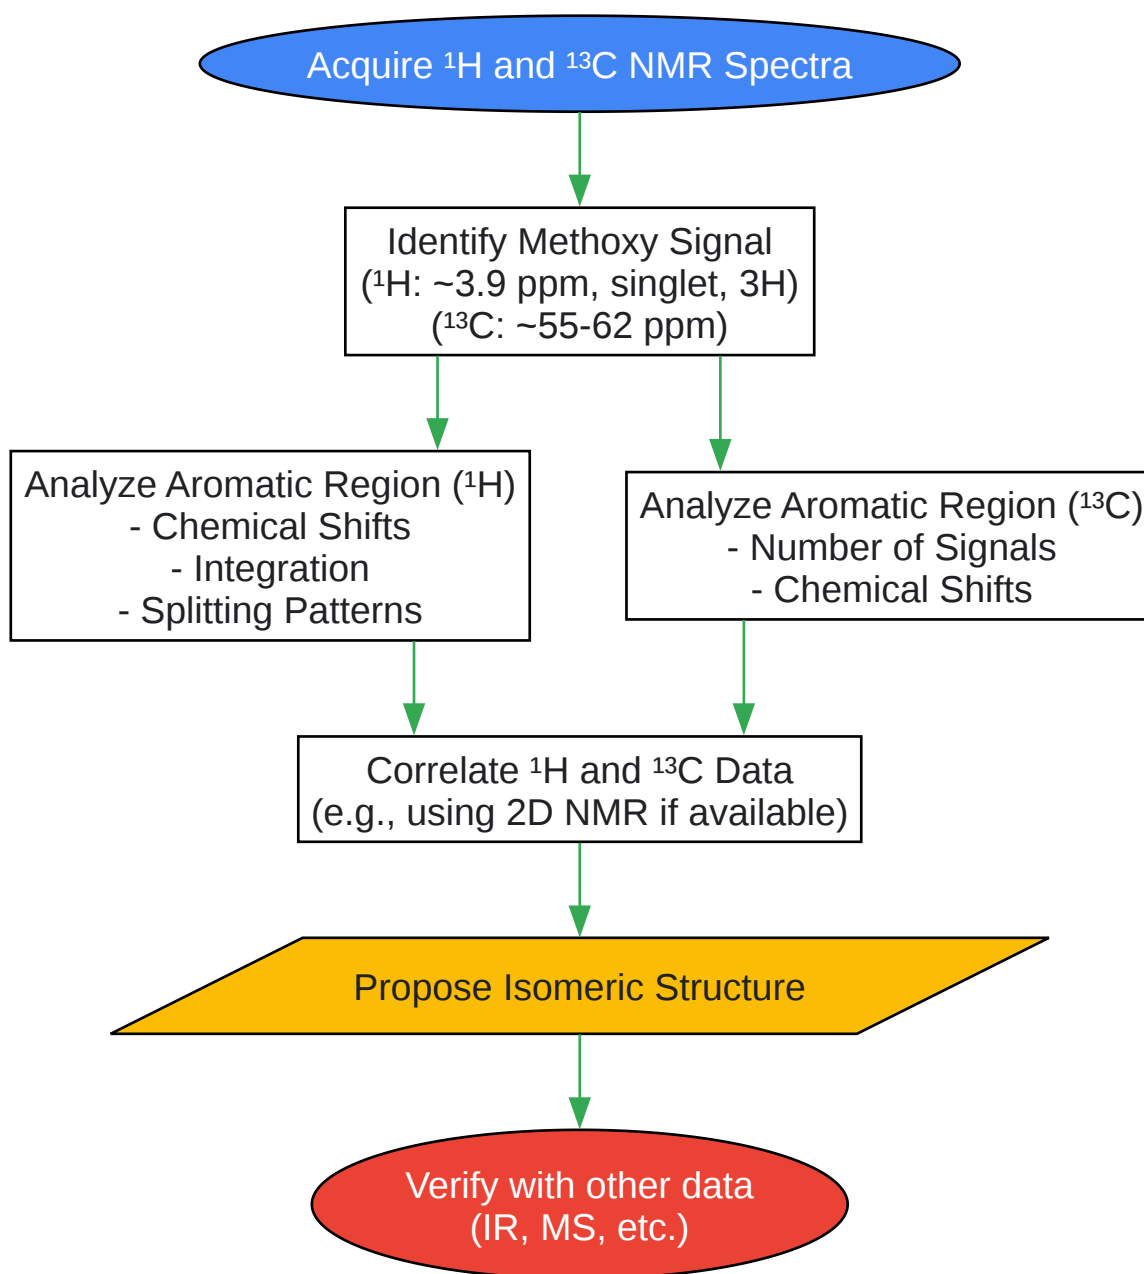 Acquire ¹H and ¹³C NMR Spectra
Identify Methoxy Signal
(¹H: ~3.9 ppm, singlet, 3H)
(¹³C: ~55-62 ppm)
Analyze Aromatic Region (¹H)
- Chemical Shifts
- Integration
- Splitting Patterns
Analyze Aromatic Region (¹³C)
- Number of Signals
- Chemical Shifts
Correlate ¹H and ¹³C Data
(e.g., using 2D NMR if available)
Propose Isomeric Structure
Verify with other data
(IR, MS, etc.)